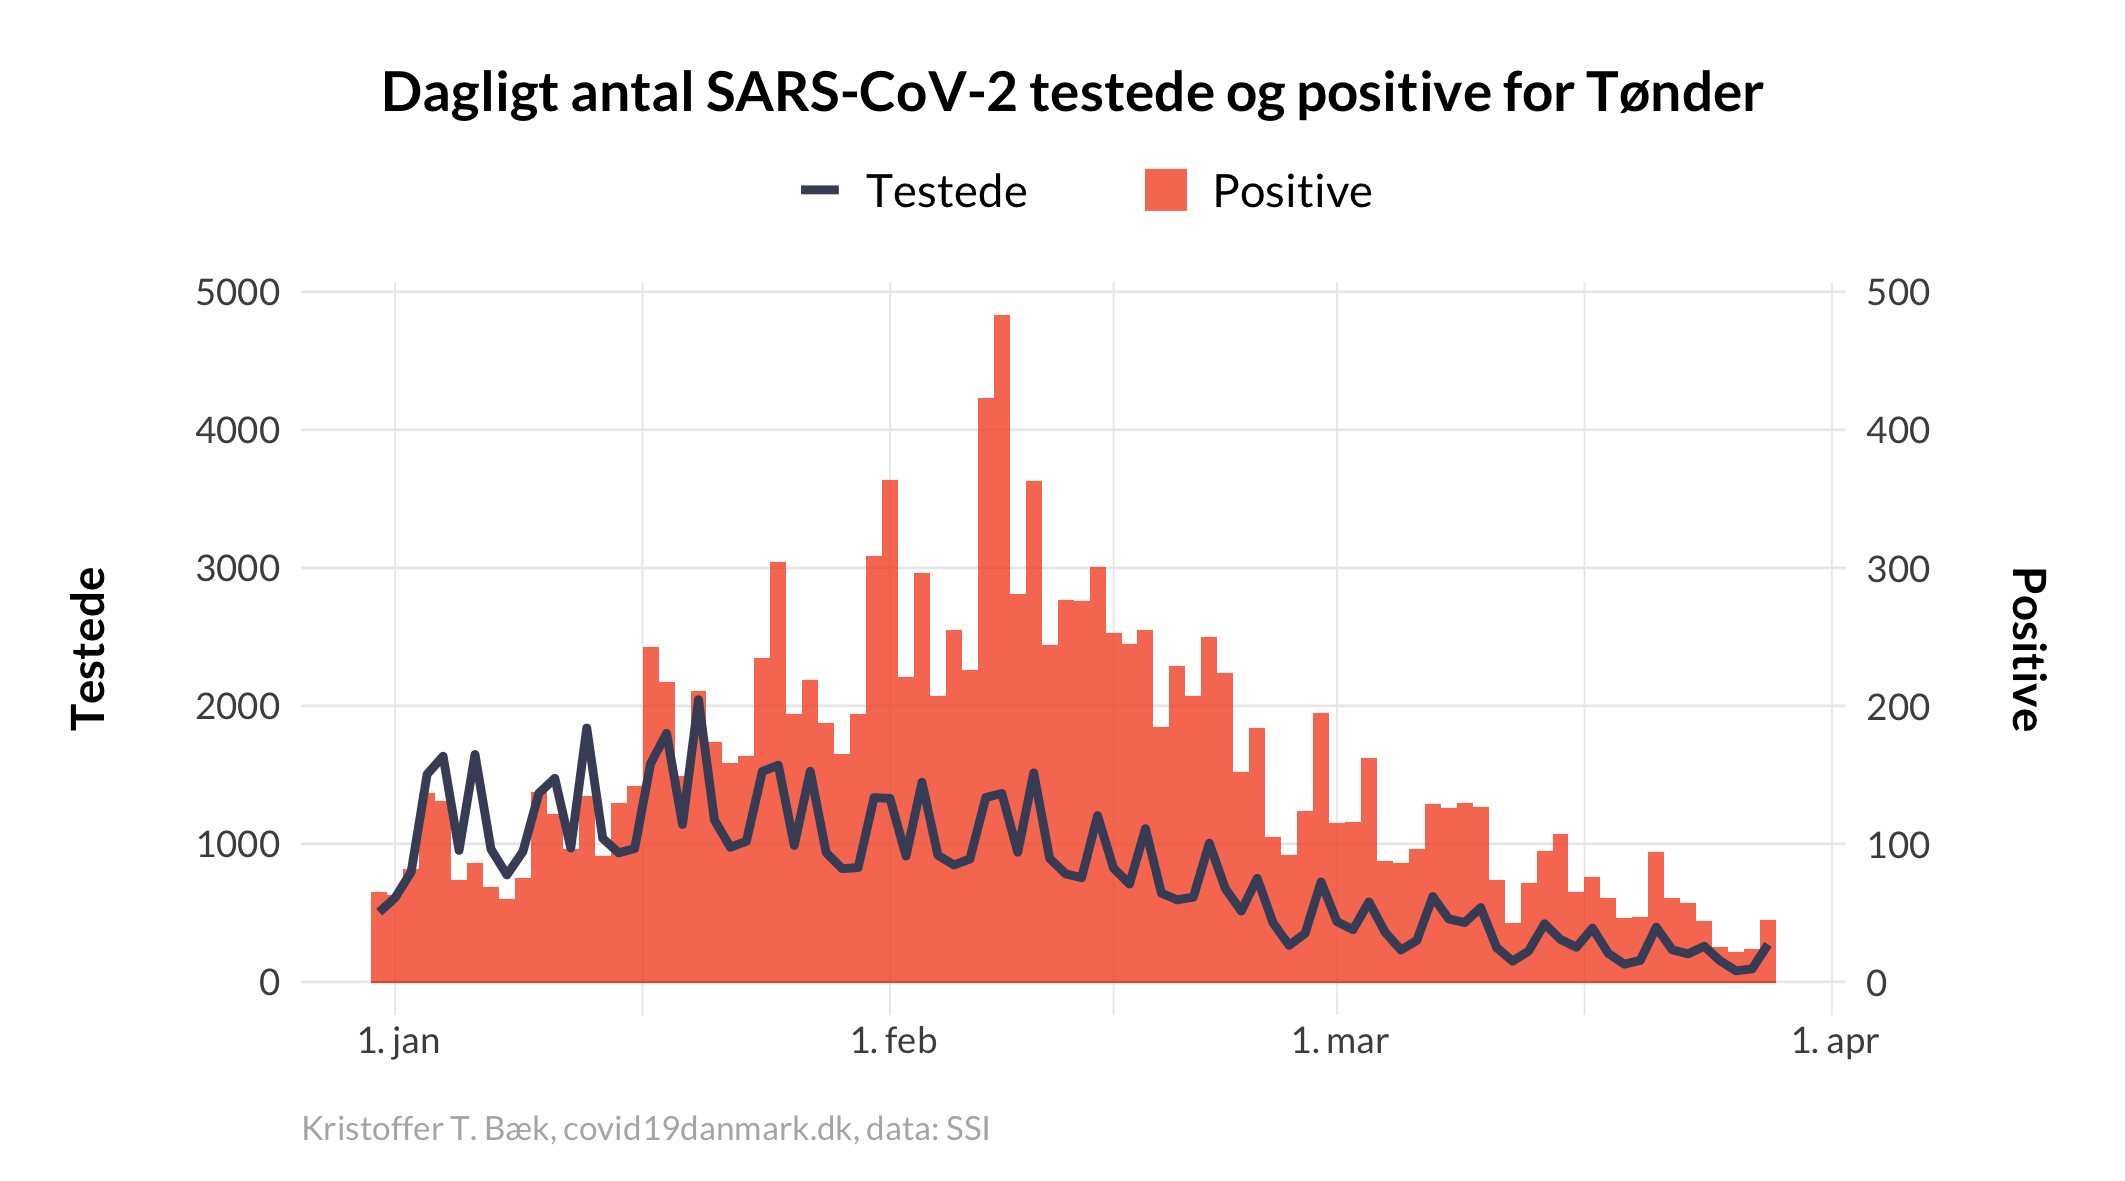 Dagligt antal SARS-CoV-2 testede og positive for Tønder
Testede Positive
Testede
5000
4000
3000
2000
1000
0
500
400
300
200
100
0
Positive
1. jan 1. feb 1. mar 1. apr
Kristoffer T. Bæk, covid19danmark.dk, data: SSI